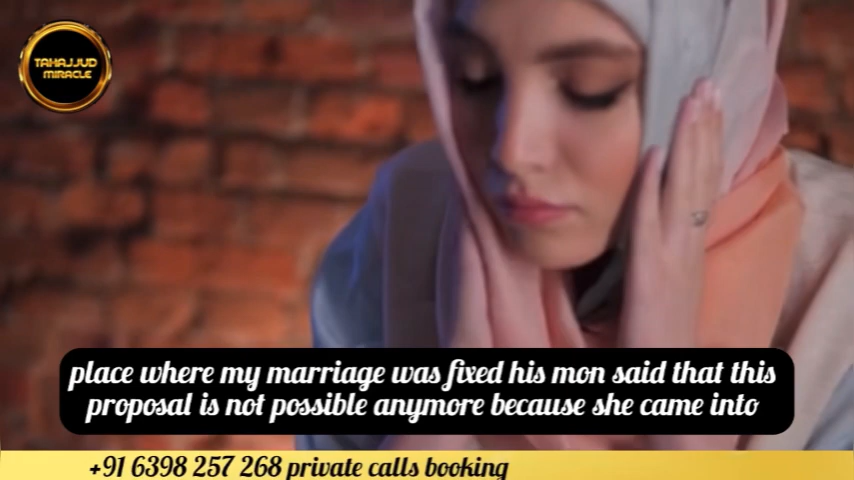 TAHAJJUD
MIRACLE
place where my marriage was fixed his mon said that this
proposal is not possible anymore because she came into
+91 6398 257 268 private calls booking